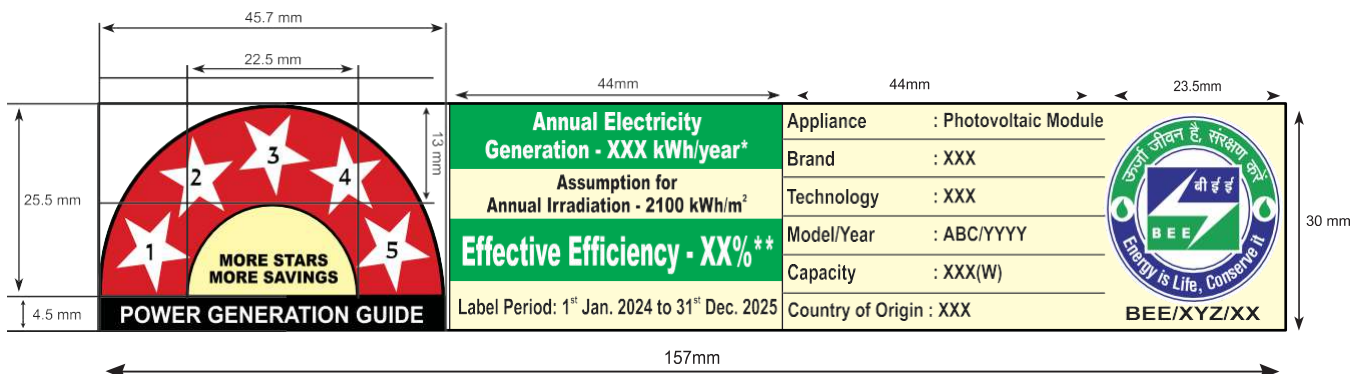 45.7 mm
22.5 mm
44mm
44mm
23.5mm
13 mm
25.5 mm
4.5 mm
30 mm
157mm
1
2
3
4
5
MORE STARS
MORE SAVINGS
POWER GENERATION GUIDE
Annual Electricity
Generation - XXX kWh/year*
Assumption for
Annual Irradiation - 2100 kWh/m²
Effective Efficiency - XX%**
Label Period: 1st Jan. 2024 to 31st Dec. 2025
Appliance : Photovoltaic Module
Brand : XXX
Technology : XXX
Model/Year : ABC/YYYY
Capacity : XXX(W)
Country of Origin : XXX
ऊर्जा जीवन है, संरक्षण करें
बी ई ई
BEE
Energy is Life, Conserve it
BEE/XYZ/XX